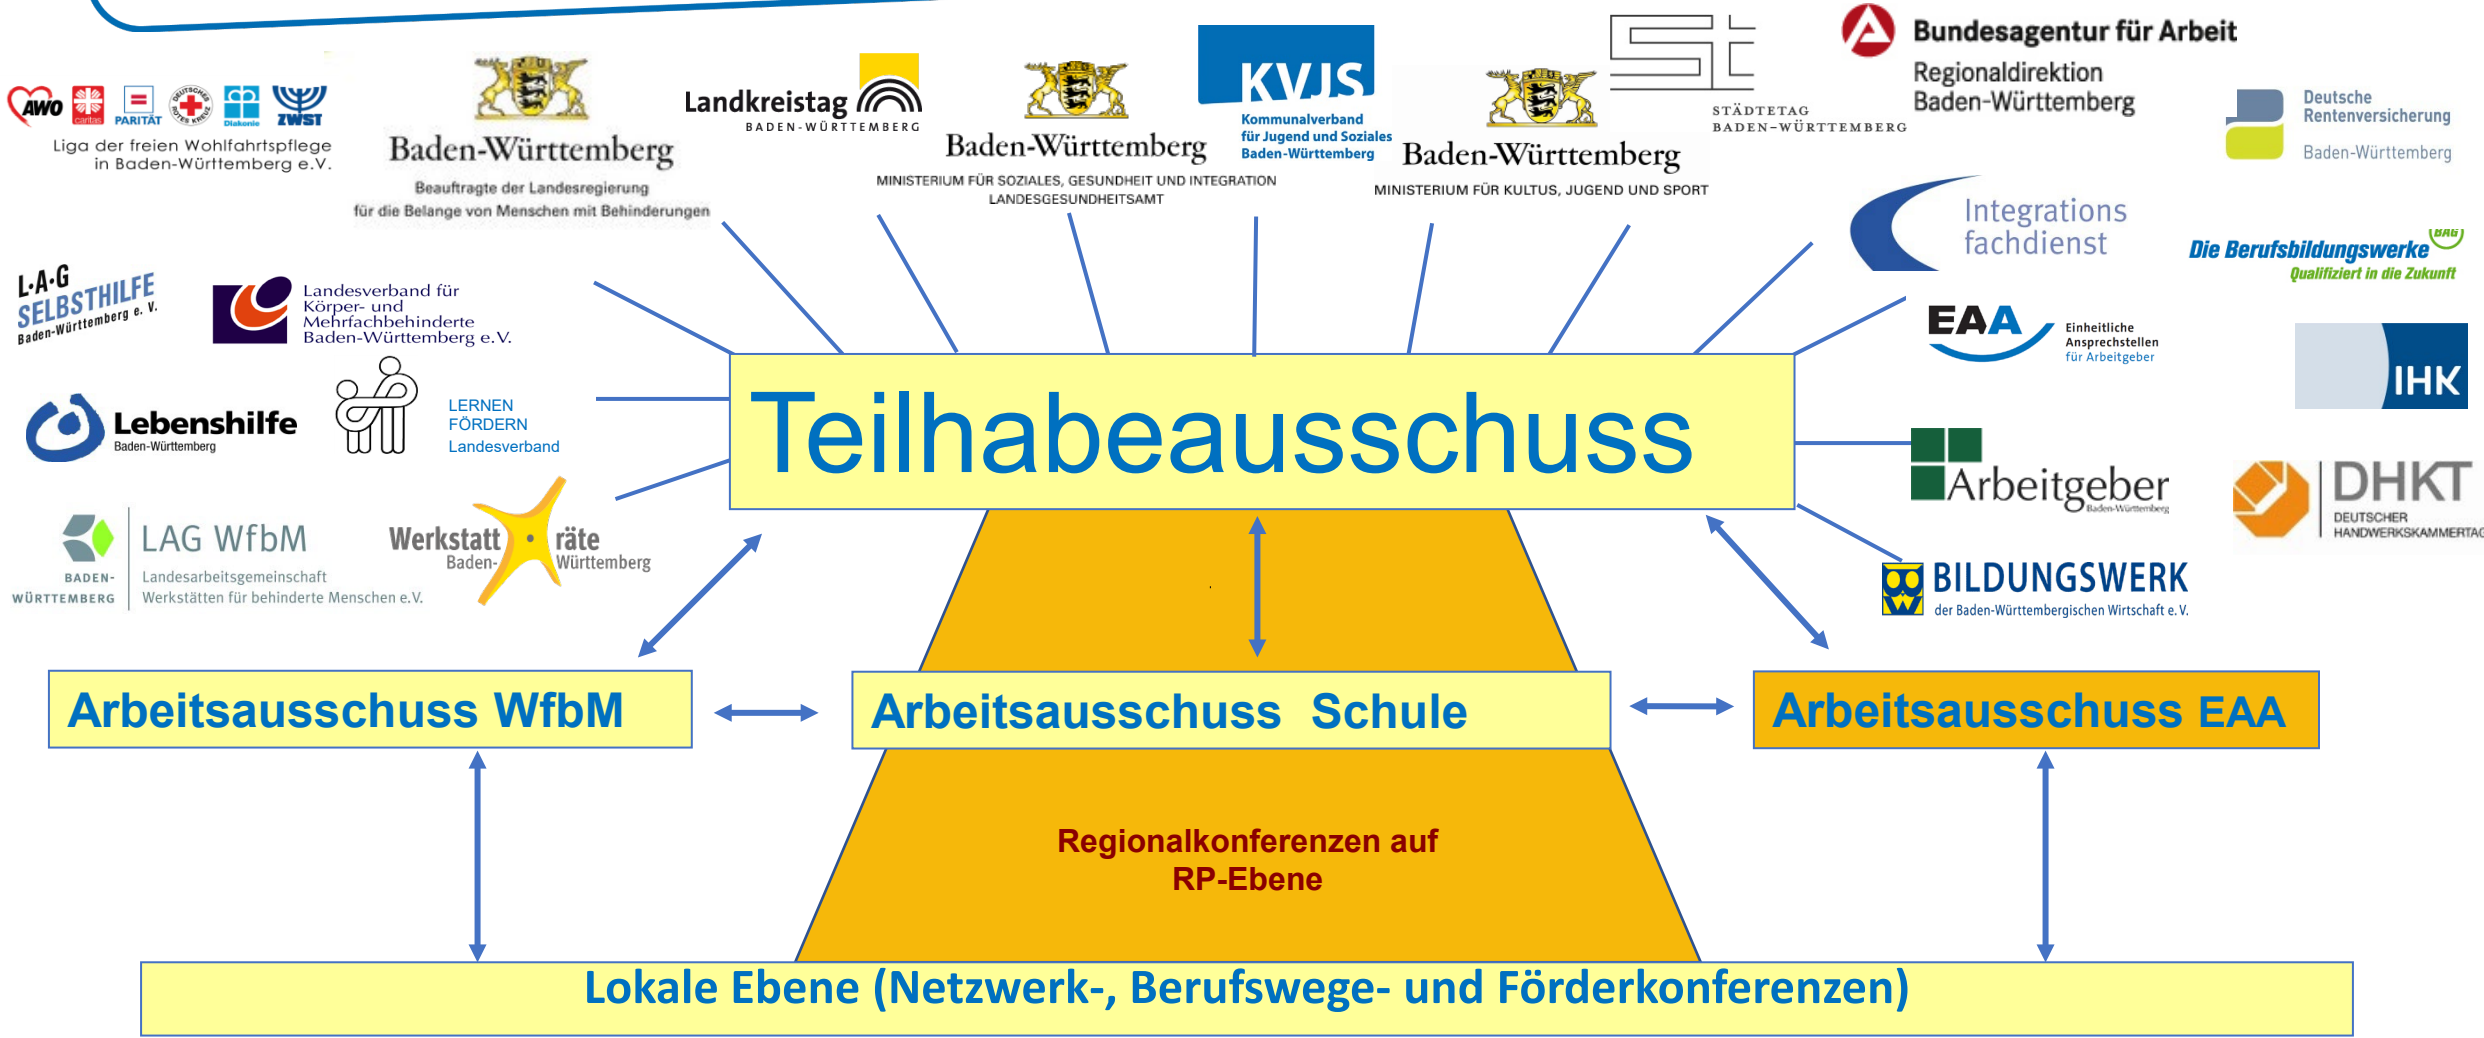 AWO
caritas
PARITÄT
DEUTSCHES ROTES KREUZ
Diakonie
ZWST
Liga der freien Wohlfahrtspflege
in Baden-Württemberg e.V.
Baden-Württemberg
Beauftragte der Landesregierung
für die Belange von Menschen mit Behinderungen
Landkreistag
BADEN-WÜRTTEMBERG
Baden-Württemberg
MINISTERIUM FÜR SOZIALES, GESUNDHEIT UND INTEGRATION
LANDESGESUNDHEITSAMT
KVJS
Kommunalverband
für Jugend und Soziales
Baden-Württemberg
Baden-Württemberg
MINISTERIUM FÜR KULTUS, JUGEND UND SPORT
STÄDTETAG
BADEN-WÜRTTEMBERG
Bundesagentur für Arbeit
Regionaldirektion
Baden-Württemberg
Deutsche
Rentenversicherung
Baden-Württemberg
Integrations
fachdienst
BAG
Die Berufsbildungswerke
Qualifiziert in die Zukunft
L·A·G
SELBSTHILFE
Baden-Württemberg e. V.
Landesverband für
Körper- und
Mehrfachbehinderte
Baden-Württemberg e.V.
EAA
Einheitliche
Ansprechstellen
für Arbeitgeber
IHK
Lebenshilfe
Baden-Württemberg
LERNEN
FÖRDERN
Landesverband
Teilhabeausschuss
Arbeitgeber
Baden-Württemberg
DHKT
DEUTSCHER
HANDWERKSKAMMERTAG
BADEN-
WÜRTTEMBERG
LAG WfbM
Landesarbeitsgemeinschaft
Werkstätten für behinderte Menschen e.V.
Werkstatt räte
Baden- Württemberg
BILDUNGSWERK
der Baden-Württembergischen Wirtschaft e.V.
Arbeitsausschuss WfbM
Arbeitsausschuss Schule
Arbeitsausschuss EAA
Regionalkonferenzen auf
RP-Ebene
Lokale Ebene (Netzwerk-, Berufswege- und Förderkonferenzen)